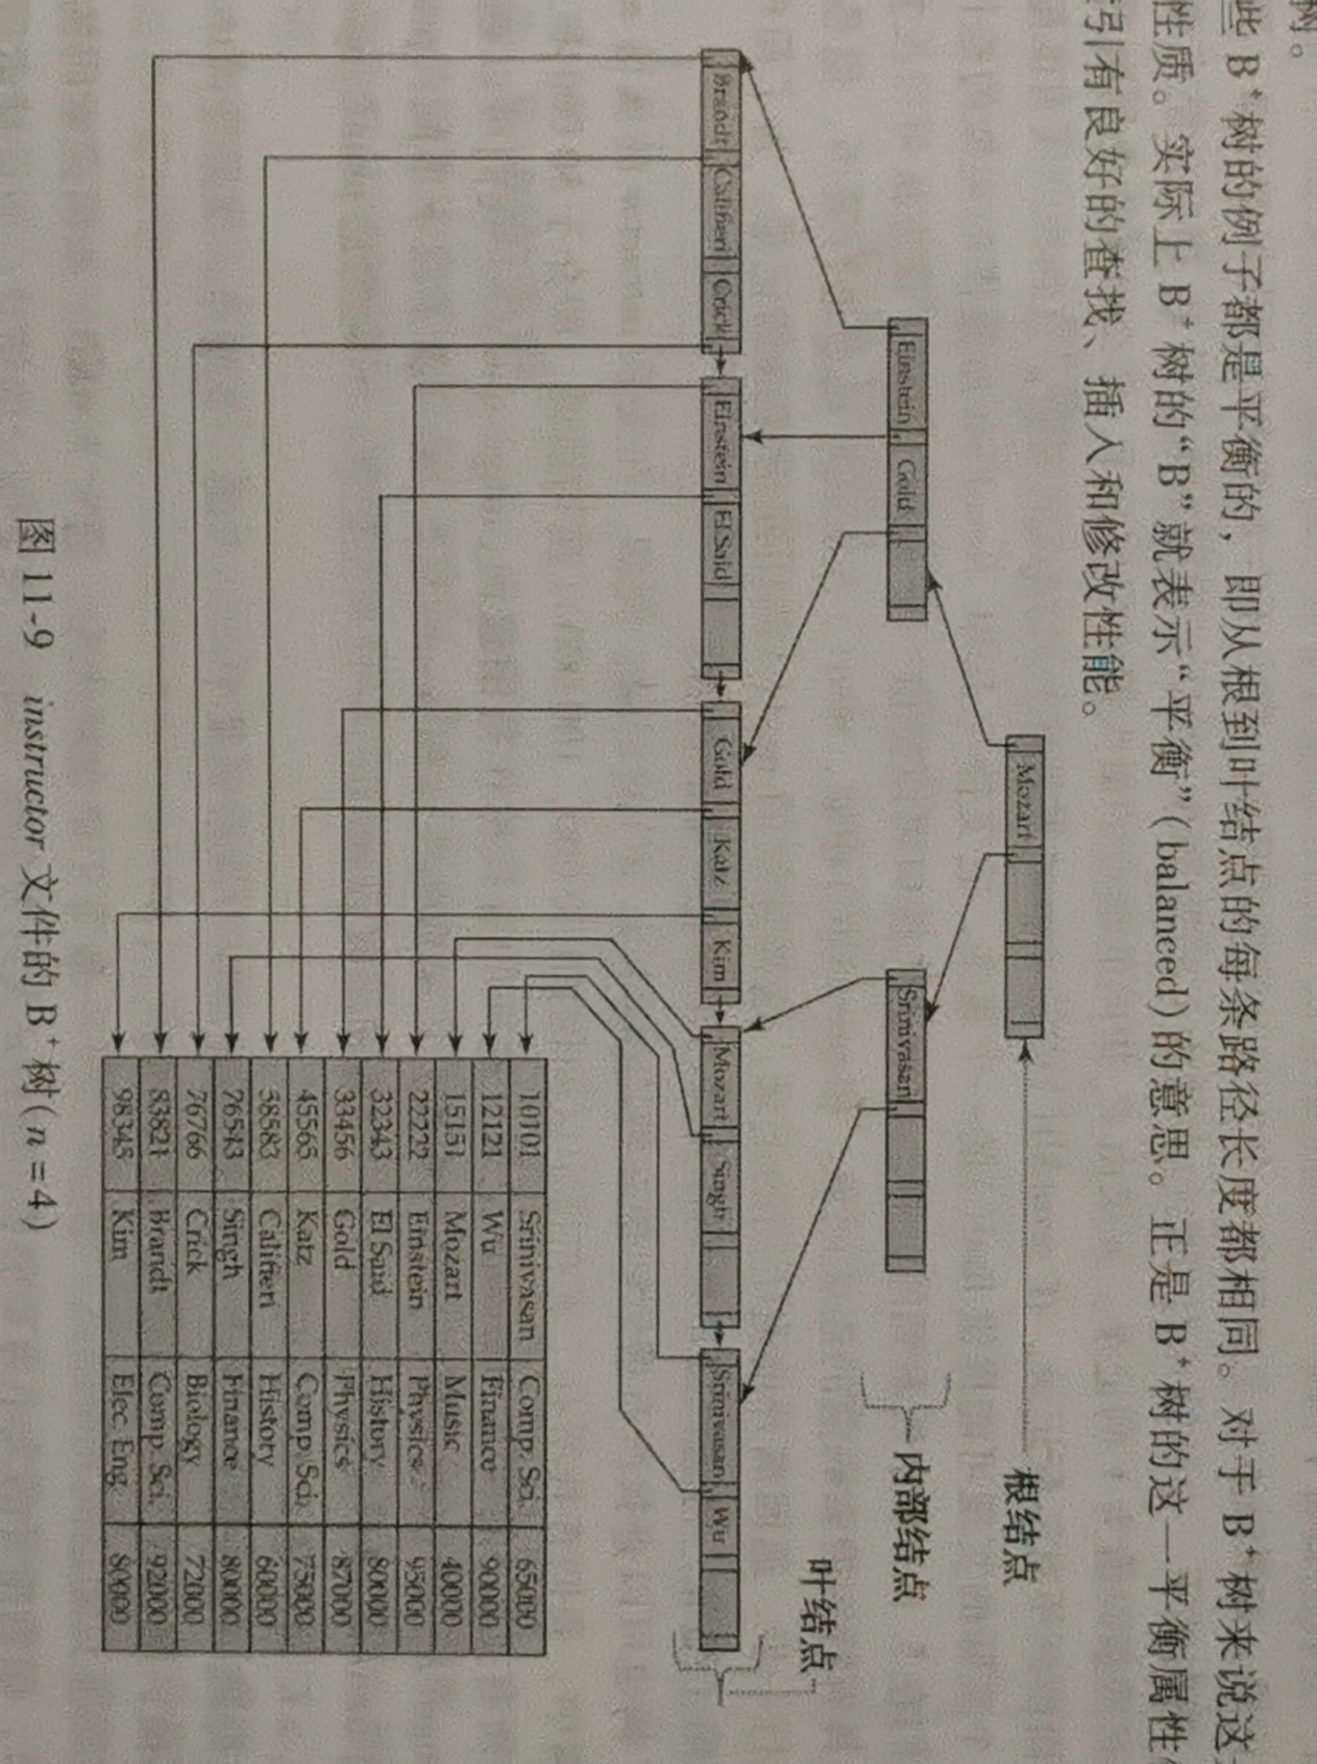 树。
些 B⁺树的例子都是平衡的，即从根到叶结点的每条路径长度都相同。对于 B⁺树来说这
性质。实际上 B⁺树的“B”就表示“平衡”(balanced)的意思。正是 B⁺树的这一平衡属性
引有良好的查找、插入和修改性能。
根结点
Mozart
内部结点
Einstein Gold
Srinivasan
叶结点
Brandt Califieri Crick
Einstein El Said
Gold Katz Kim
Mozart Singh
Srinivasan Wu
10101 Srinivasan Comp. Sci. 65000
12121 Wu Finance 90000
15151 Mozart Music 40000
22222 Einstein Physics 95000
32343 El Said History 80000
33456 Gold Physics 87000
45565 Katz Comp. Sci. 75000
58583 Califieri History 60000
76543 Singh Finance 80000
76766 Crick Biology 72000
83821 Brandt Comp. Sci. 92000
98345 Kim Elec. Eng. 80000
图 11-9 instructor 文件的 B⁺树(n=4)